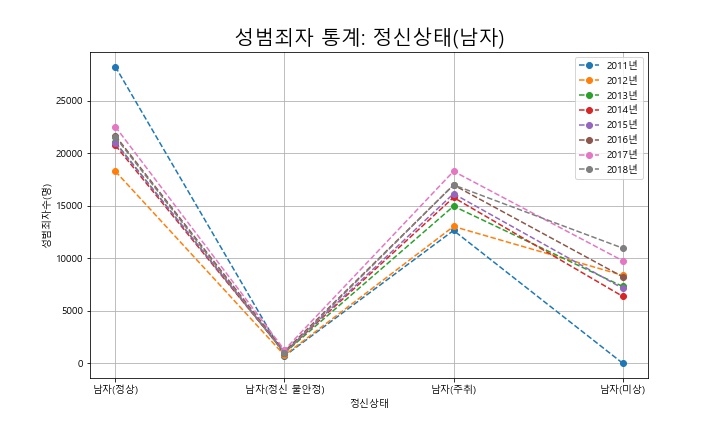 성범죄자 통계: 정신상태(남자)
2011년
2012년
2013년
2014년
2015년
2016년
2017년
2018년
성범죄자수(명)
25000
20000
15000
10000
5000
0
남자(정상)
남자(정신 불안정)
남자(주취)
남자(미상)
정신상태